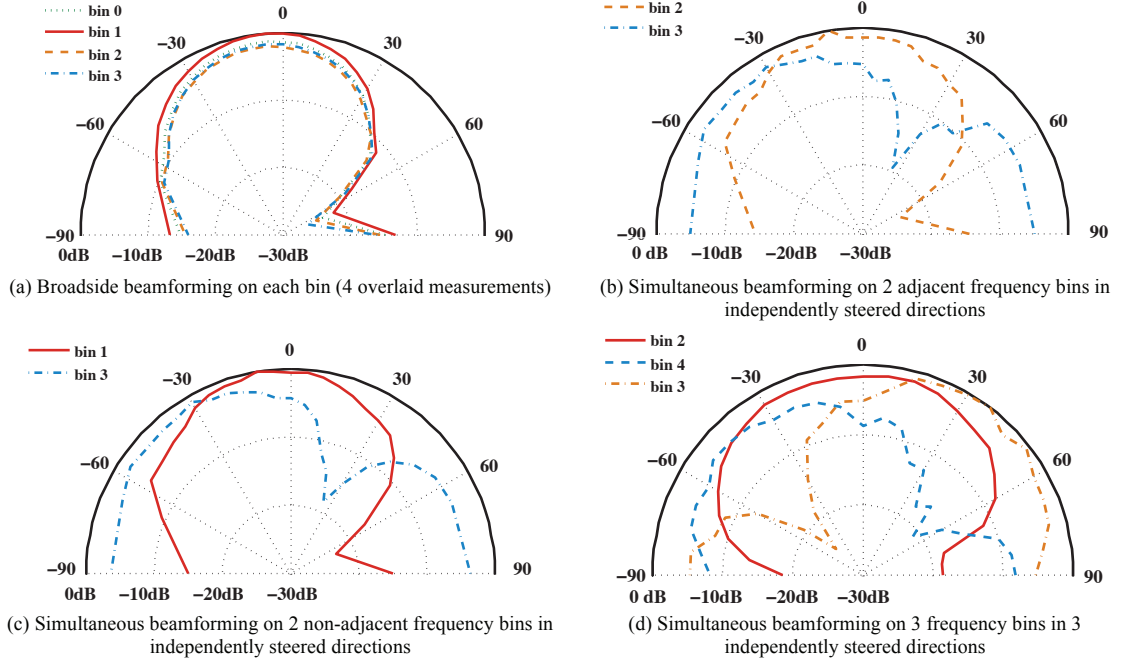 bin 0
bin 1
bin 2
bin 3
0
−30
30
−60
60
−90
90
0dB −10dB −20dB −30dB
(a) Broadside beamforming on each bin (4 overlaid measurements)
bin 2
bin 3
0
−30
30
−60
60
−90
90
0 dB −10dB −20dB −30dB
(b) Simultaneous beamforming on 2 adjacent frequency bins in
independently steered directions
bin 1
bin 3
0
−30
30
−60
60
−90
90
0dB −10dB −20dB −30dB
(c) Simultaneous beamforming on 2 non-adjacent frequency bins in
independently steered directions
bin 2
bin 4
bin 3
0
−30
30
−60
60
−90
90
0 dB −10dB −20dB −30dB
(d) Simultaneous beamforming on 3 frequency bins in 3
independently steered directions